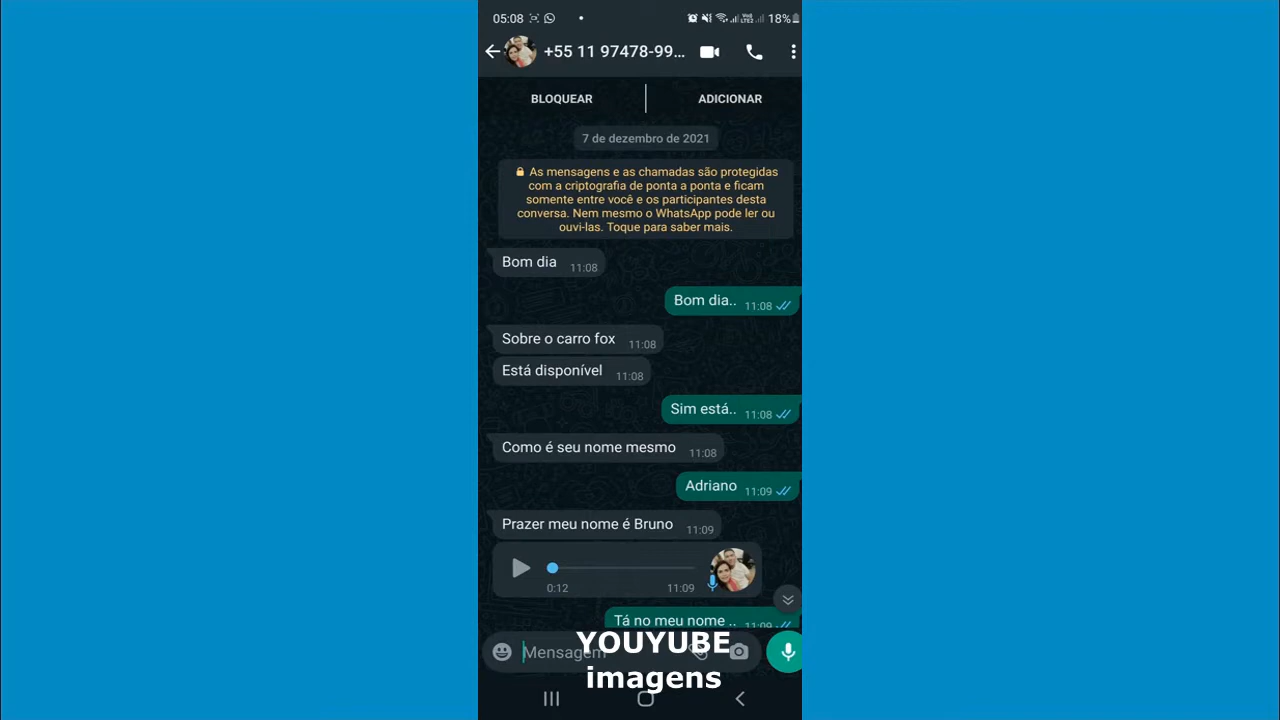 05:08 18%
+55 11 97478-99...
BLOQUEAR ADICIONAR
7 de dezembro de 2021
As mensagens e as chamadas são protegidas
com a criptografia de ponta a ponta e ficam
somente entre você e os participantes desta
conversa. Nem mesmo o WhatsApp pode ler ou
ouvi-las. Toque para saber mais.
Bom dia 11:08
Bom dia.. 11:08
Sobre o carro fox 11:08
Está disponível 11:08
Sim está.. 11:08
Como é seu nome mesmo 11:08
Adriano 11:09
Prazer meu nome é Bruno 11:09
0:12 11:09
Tá no meu nome .. 11:09
Mensagem
YOUYUBE
imagens